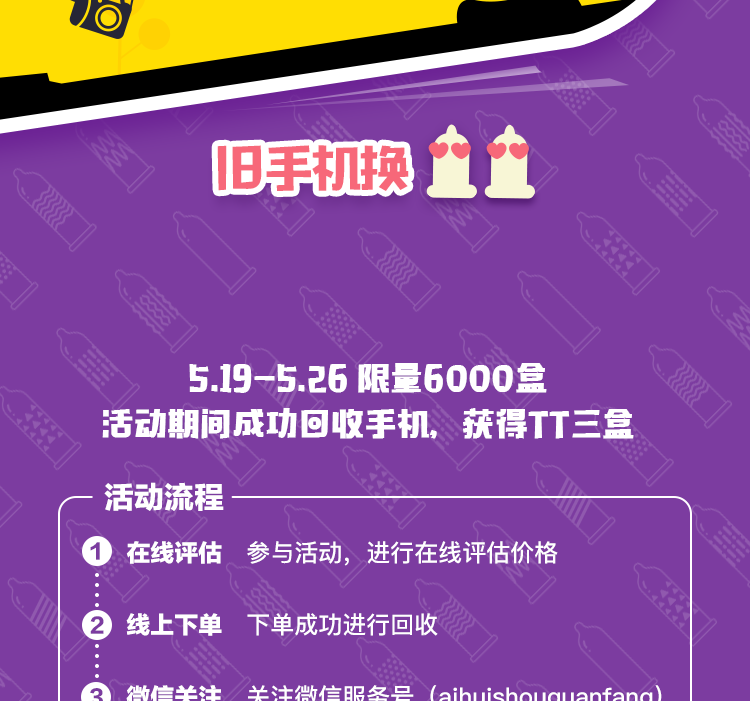 旧手机换
5.19-5.26 限量6000盒
活动期间成功回收手机，获得TT三盒
活动流程
1 在线评估 参与活动，进行在线评估价格
2 线上下单 下单成功进行回收
3 微信关注 关注微信服务号（aihuishouguanfang）